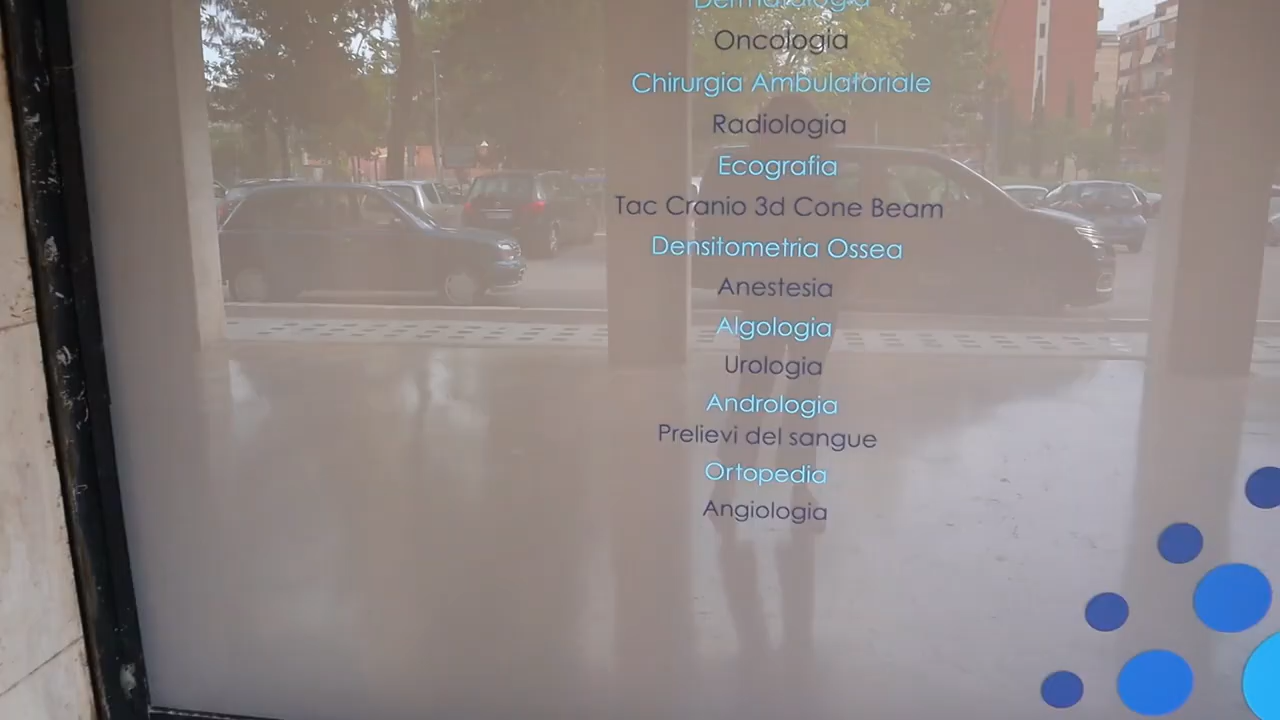 Dermatologia
Oncologia
Chirurgia Ambulatoriale
Radiologia
Ecografia
Tac Cranio 3d Cone Beam
Densitometria Ossea
Anestesia
Algologia
Urologia
Andrologia
Prelievi del sangue
Ortopedia
Angiologia